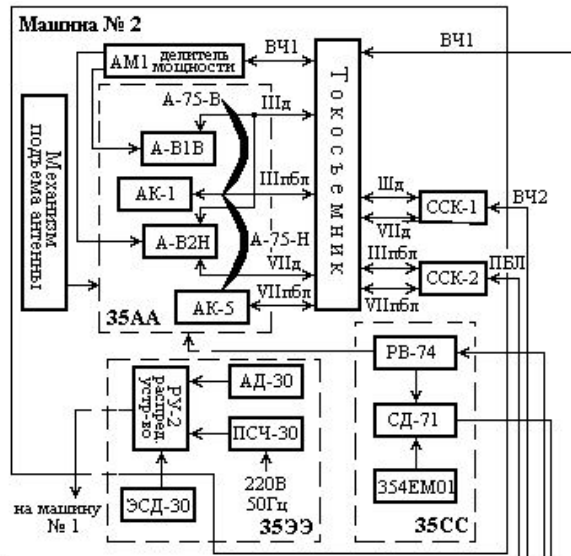 Машина № 2
АМ1 делитель
мощности
ВЧ1
ВЧ1
Токосъемник
А-75-В
IIIд
А-В1В
Механизм
подъема антенны
АК-1
IIIпбл
IIIд
ССК-1
ВЧ2
VIIд
А-В2Н
А-75-Н
IIIпбл
ПВЛ
VIIд
ССК-2
АК-5
VIIпбл
VIIпбл
35АА
РВ-74
РУ-2
распред.
устр-во
АД-30
СД-71
ПСЧ-30
на машину
№ 1
ЭСД-30
220В
50Гц
354ЕМ01
35ЭЭ
35СС